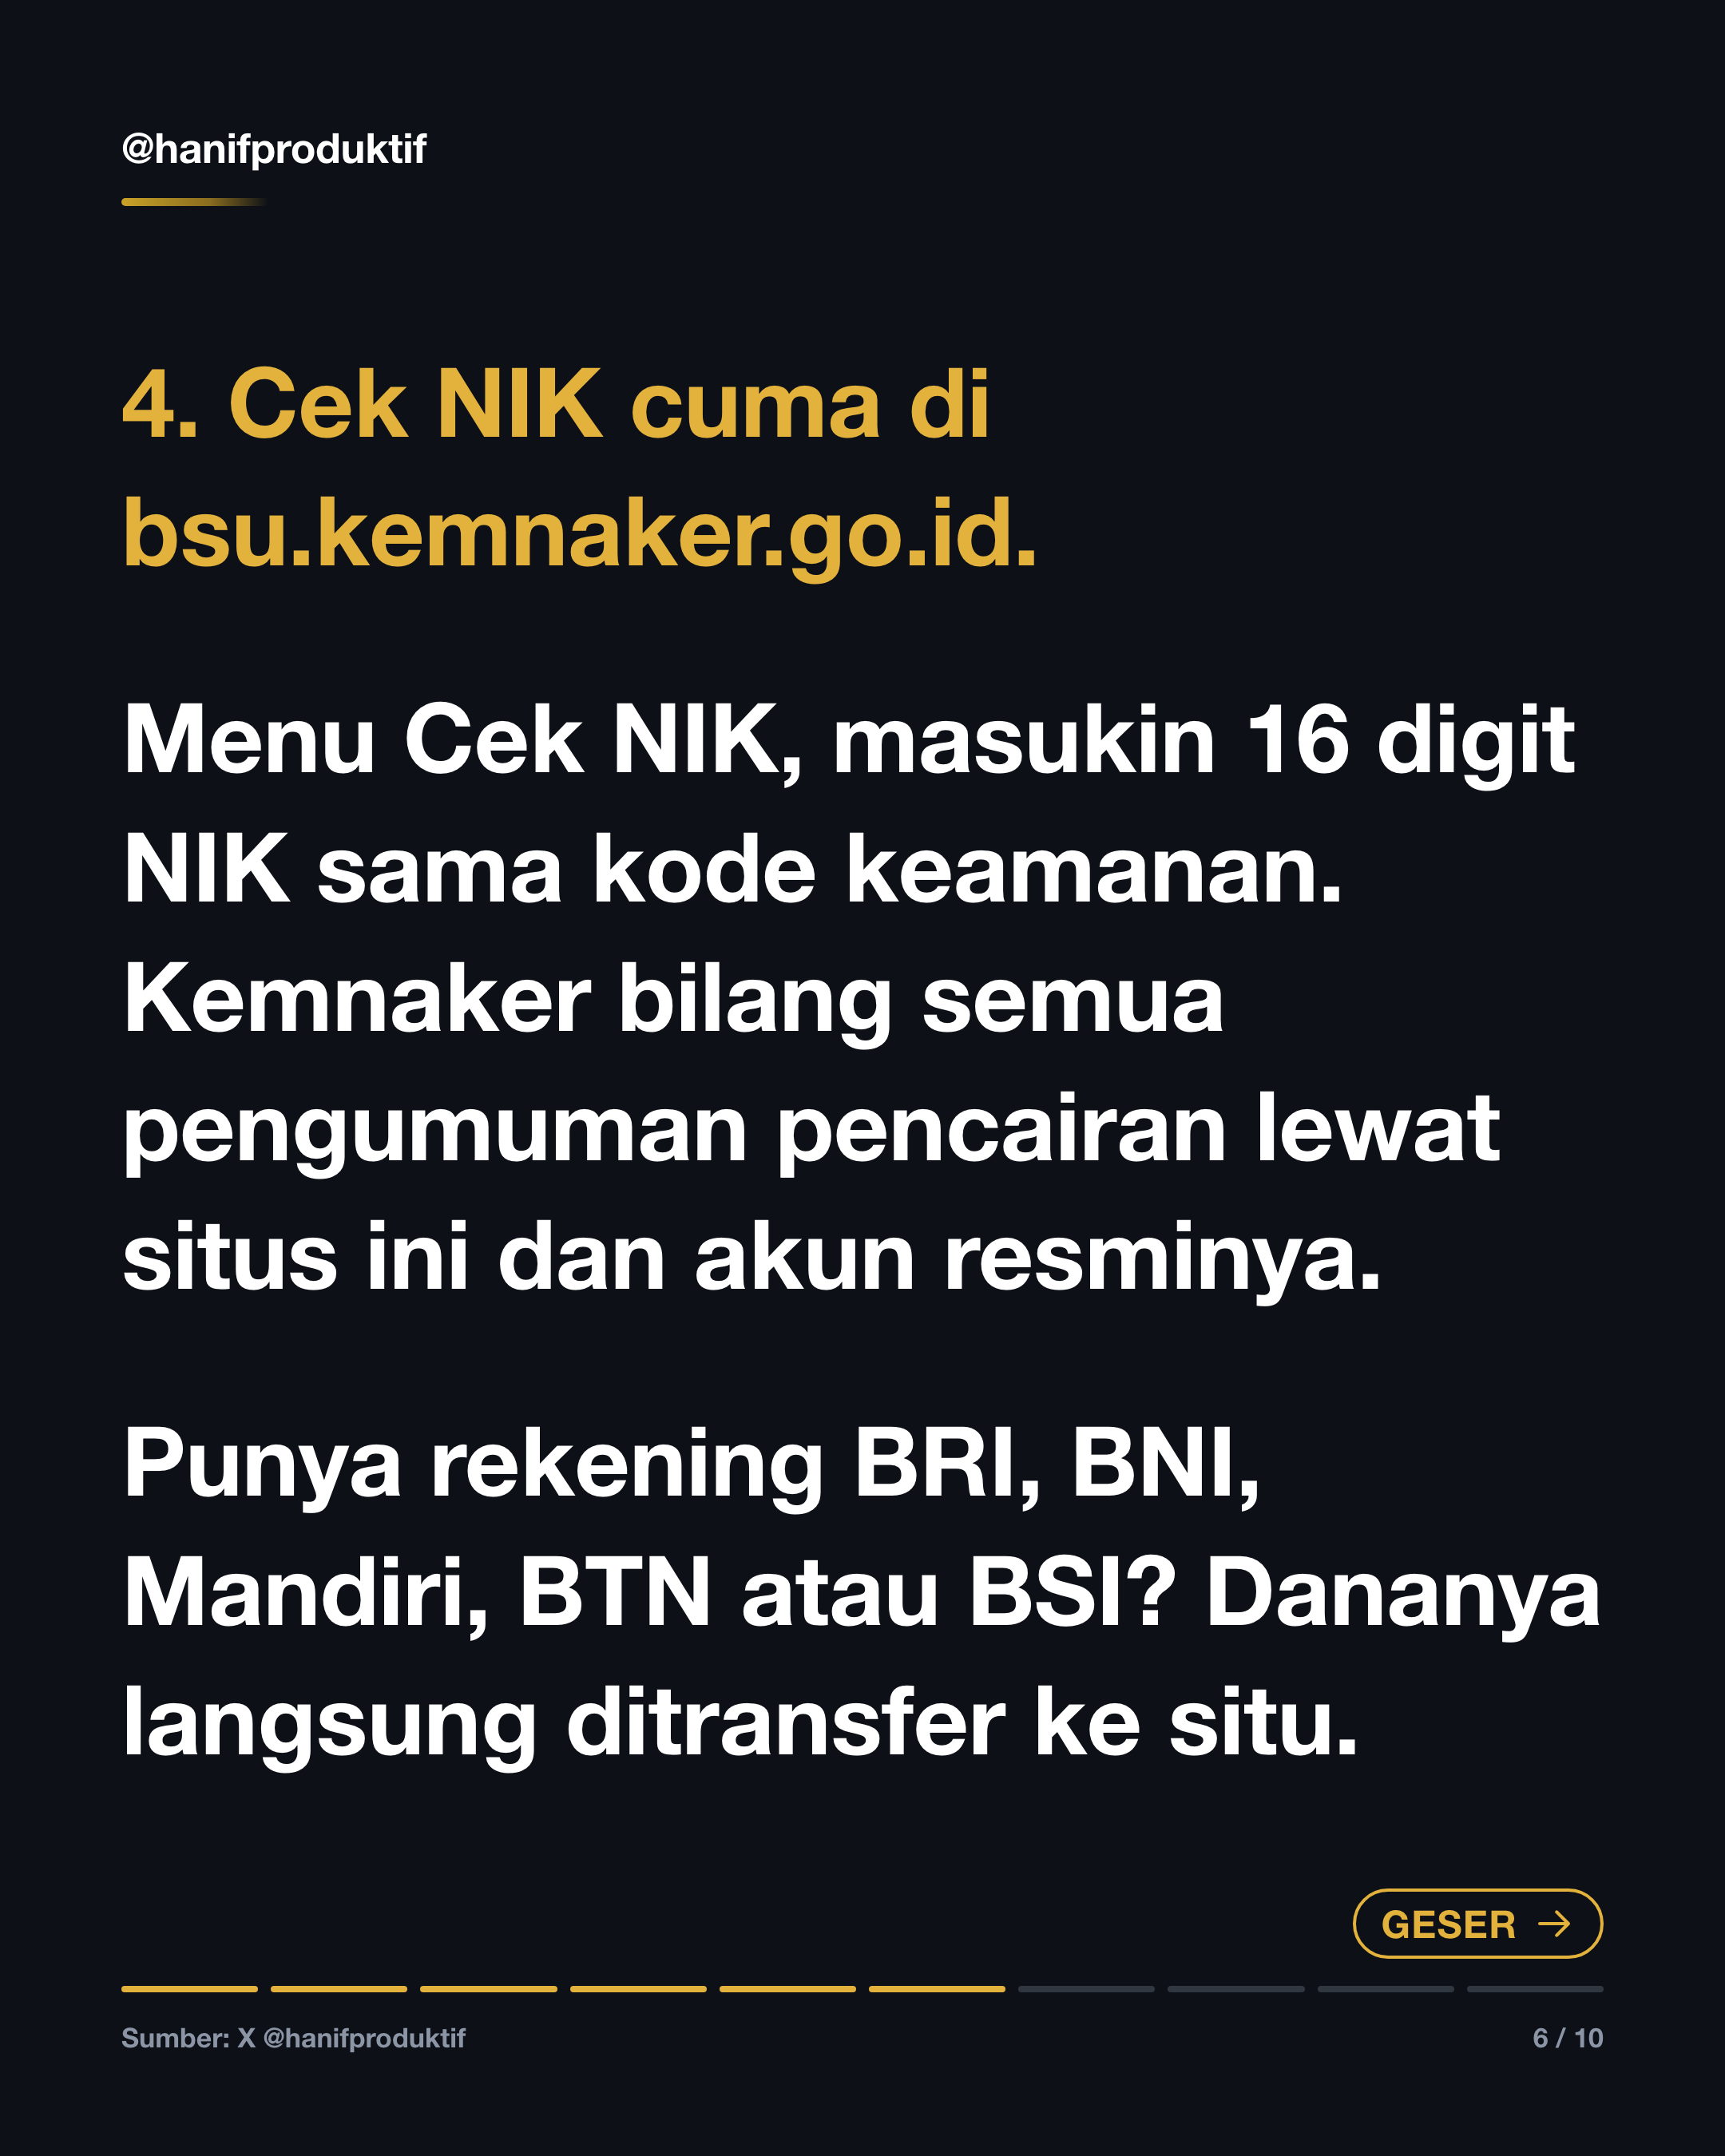 @hanifproduktif
4. Cek NIK cuma di
bsu.kemnaker.go.id.
Menu Cek NIK, masukin 16 digit
NIK sama kode keamanan.
Kemnaker bilang semua
pengumuman pencairan lewat
situs ini dan akun resminya.
Punya rekening BRI, BNI,
Mandiri, BTN atau BSI? Dananya
langsung ditransfer ke situ.
GESER →
Sumber: X @hanifproduktif
6 / 10